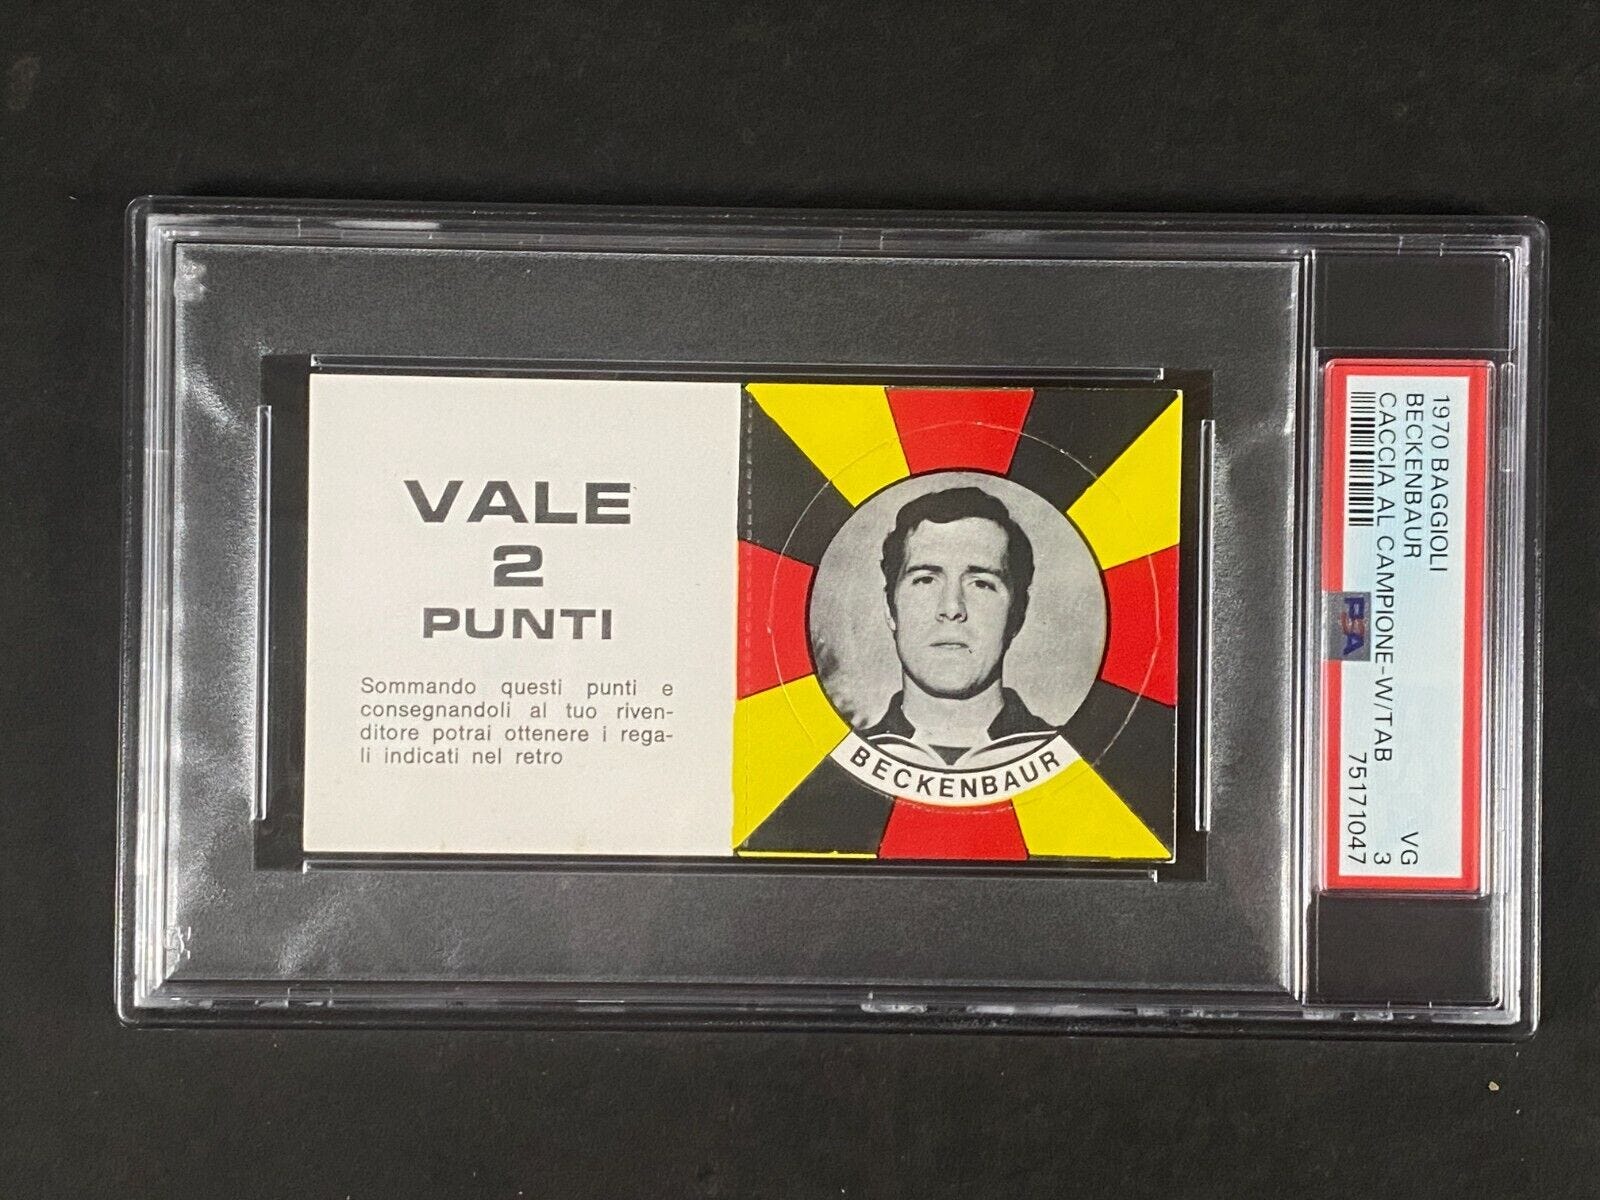 VALE
2
PUNTI
Sommando questi punti e
consegnandoli al tuo riven-
ditore potrai ottenere i rega-
li indicati nel retro
BECKENBAUR
1970 BAGGIOLI
BECKENBAUR VG
CACCIA AL CAMPIONE-W/TAB 3
75171047
PSA